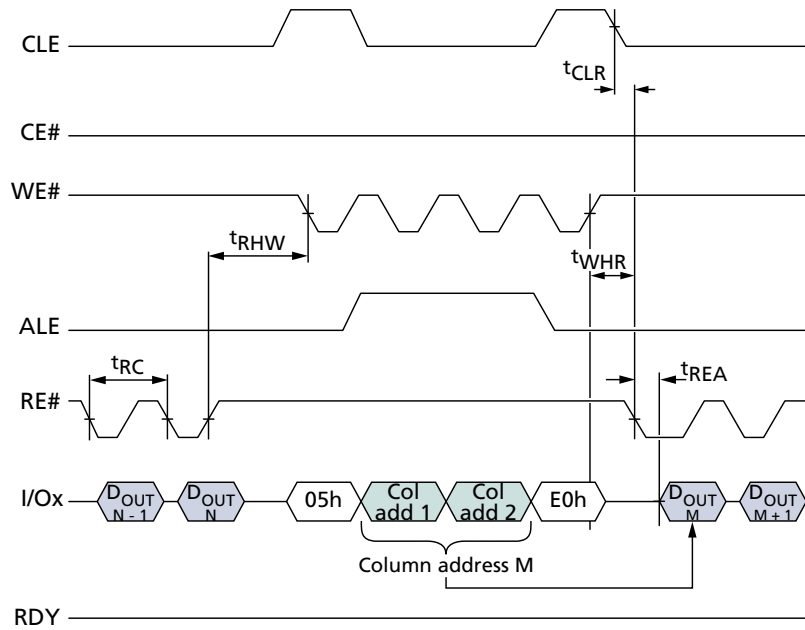 CLE
tCLR
CE#
WE#
tRHW
tWHR
ALE
tRC
tREA
RE#
I/Ox
DOUT N - 1
DOUT N
05h
Col add 1
Col add 2
E0h
DOUT M
DOUT M + 1
Column address M
RDY